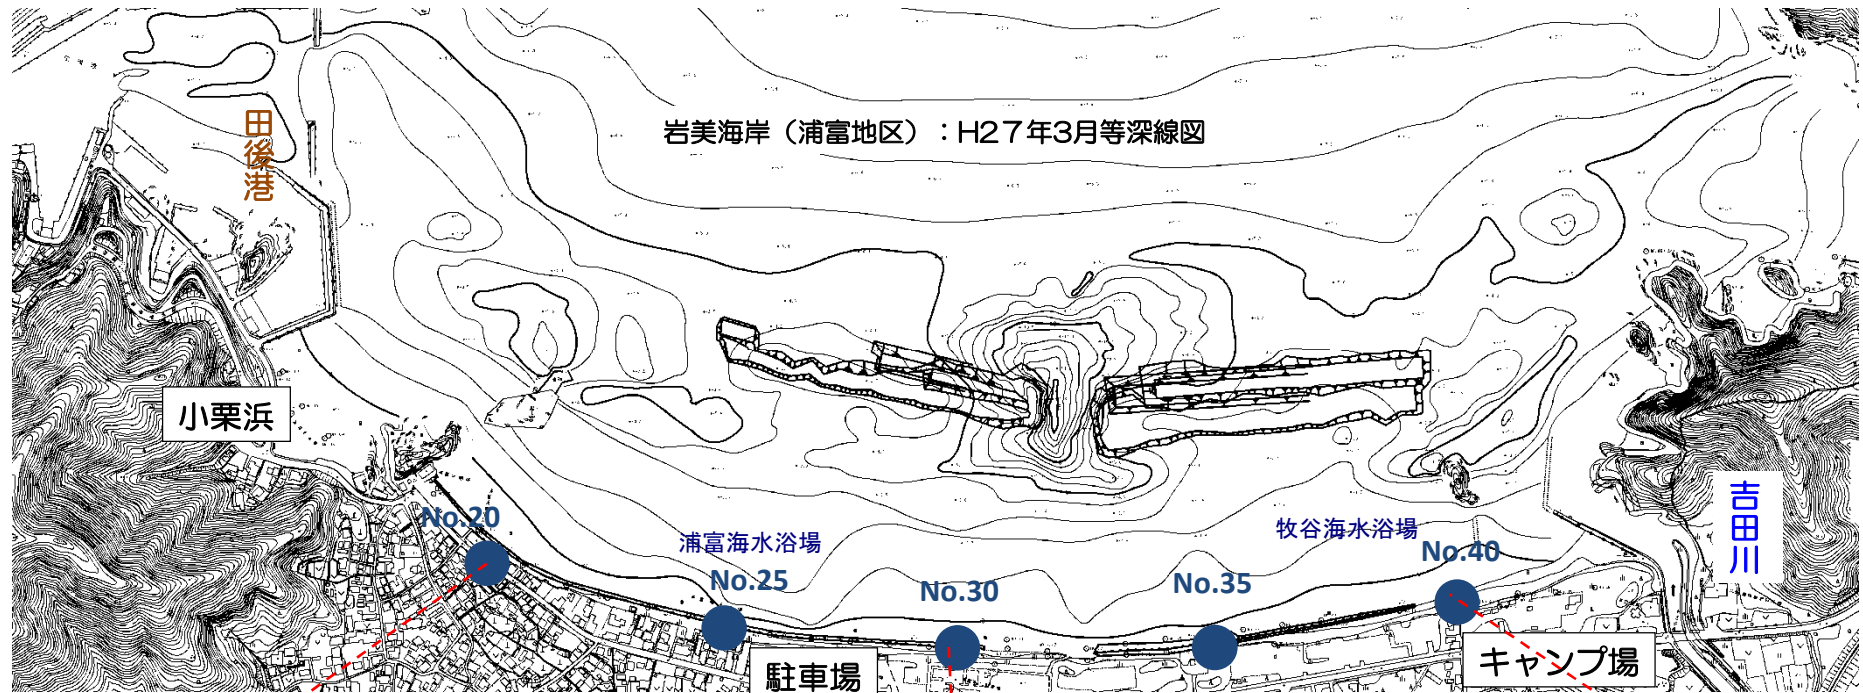 田後港
岩美海岸（浦富地区）：H27年3月等深線図
小栗浜
No.20
浦富海水浴場
No.25
No.30
駐車場
No.35
牧谷海水浴場
No.40
キャンプ場
吉田川